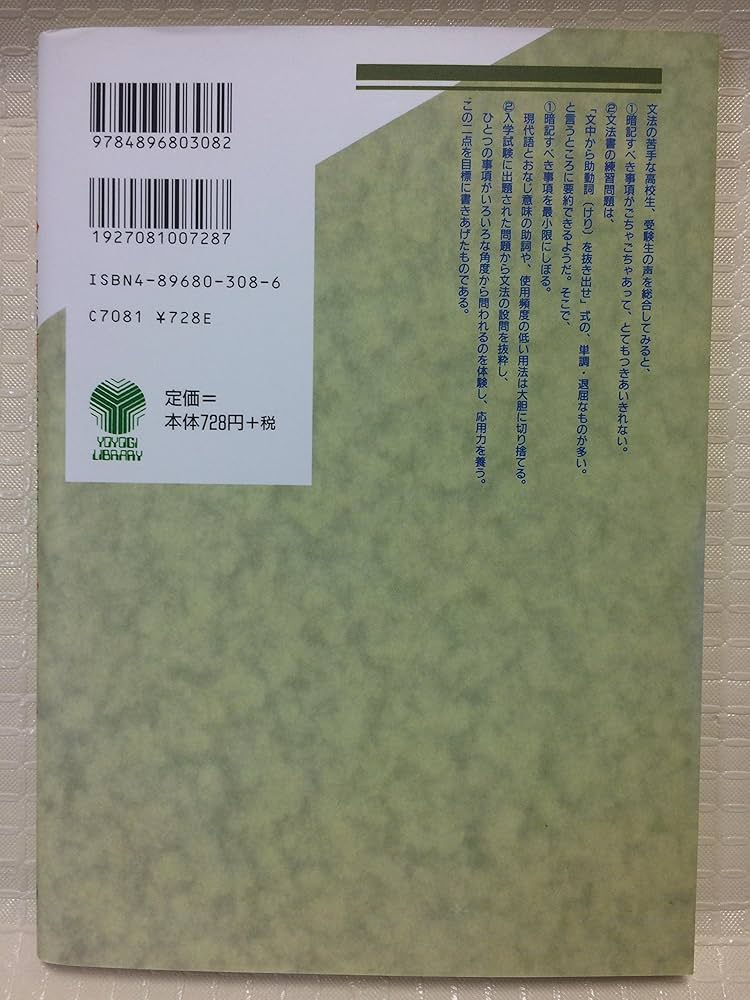 文法の苦手な高校生、受験生の声を総合してみると、
①暗記すべき事項がごちゃごちゃあって、とてもつきあいきれない。
②文法書の練習問題は、
「文中から助動詞（けり）を抜き出せ」式の、単調・退屈なものが多い。
と言うところに要約できるようだ。そこで、
①暗記すべき事項を最小限にしぼる。
現代語とおなじ意味の助詞や、使用頻度の低い用法は大胆に切り捨てる。
②入学試験に出題された問題から文法の設問を抜粋し、
ひとつの事項がいろいろな角度から問われるのを体験し、応用力を養う。
この二点を目標に書きあげたものである。
9784896803082
1927081007287
ISBN4-89680-308-6
C7081 ¥728E
定価＝
本体728円+税
YOYOGI
LIBRARY